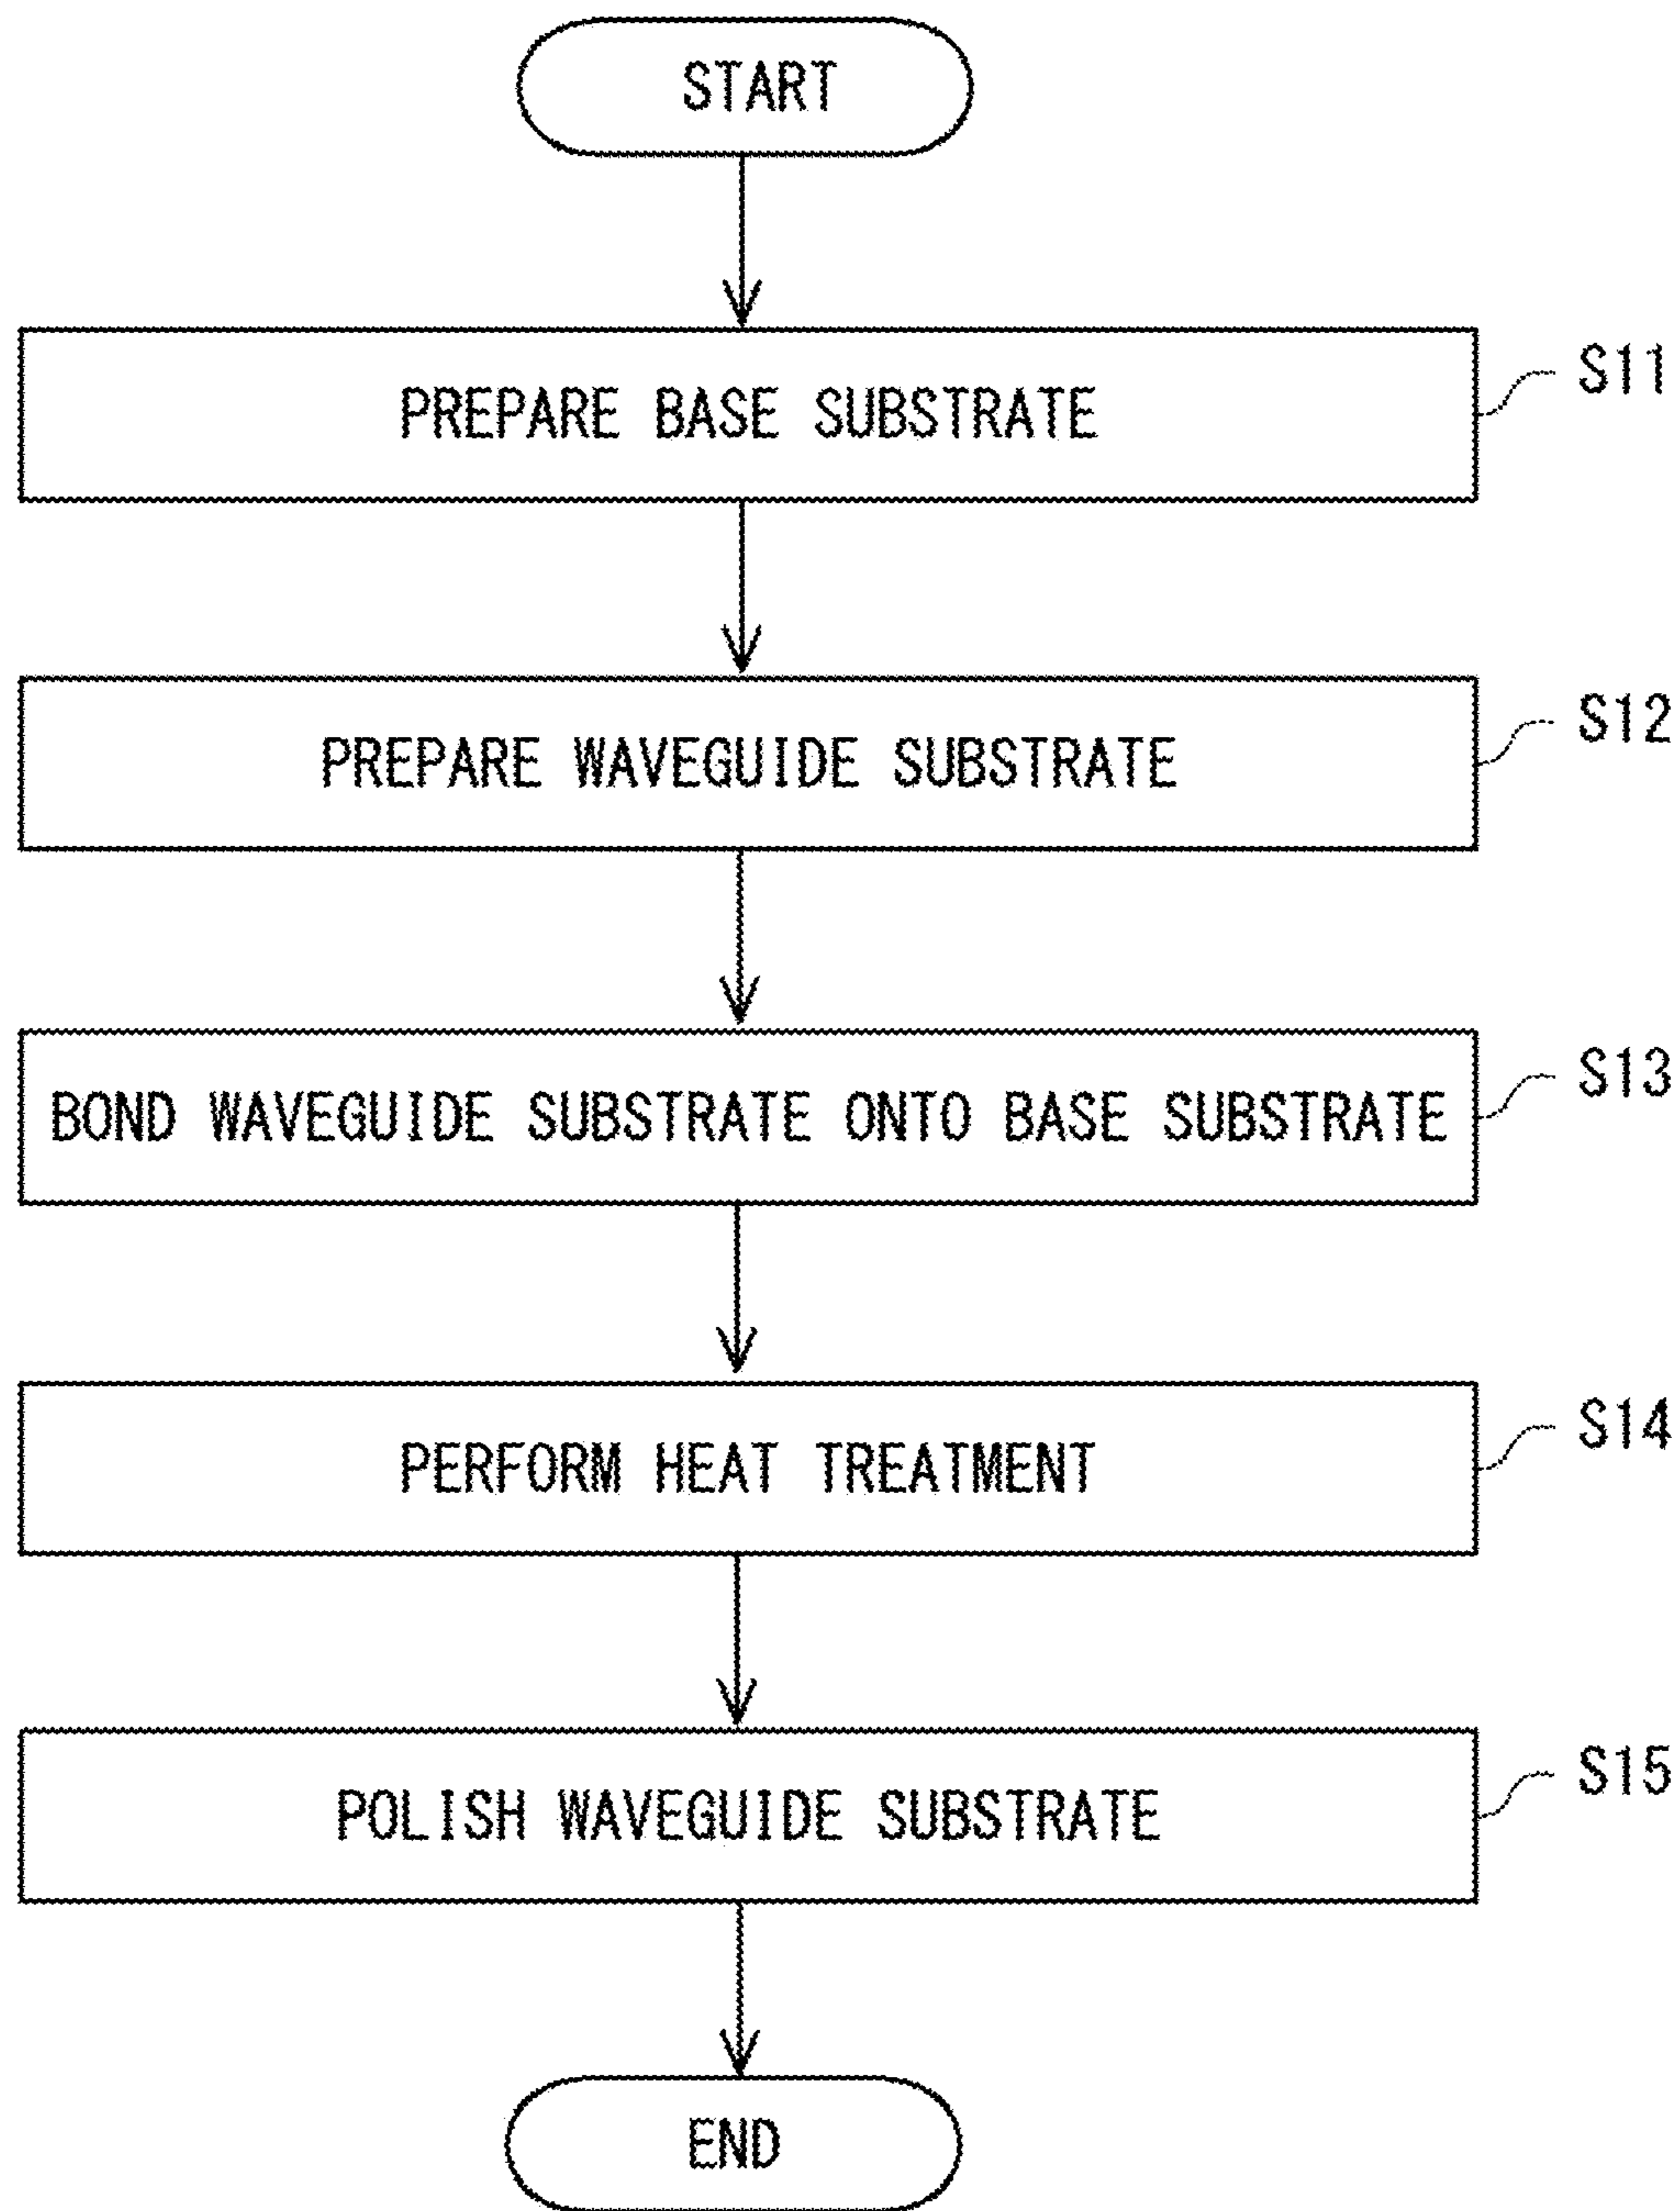 START
PREPARE BASE SUBSTRATE
S11
PREPARE WAVEGUIDE SUBSTRATE
S12
BOND WAVEGUIDE SUBSTRATE ONTO BASE SUBSTRATE
S13
PERFORM HEAT TREATMENT
S14
POLISH WAVEGUIDE SUBSTRATE
S15
END